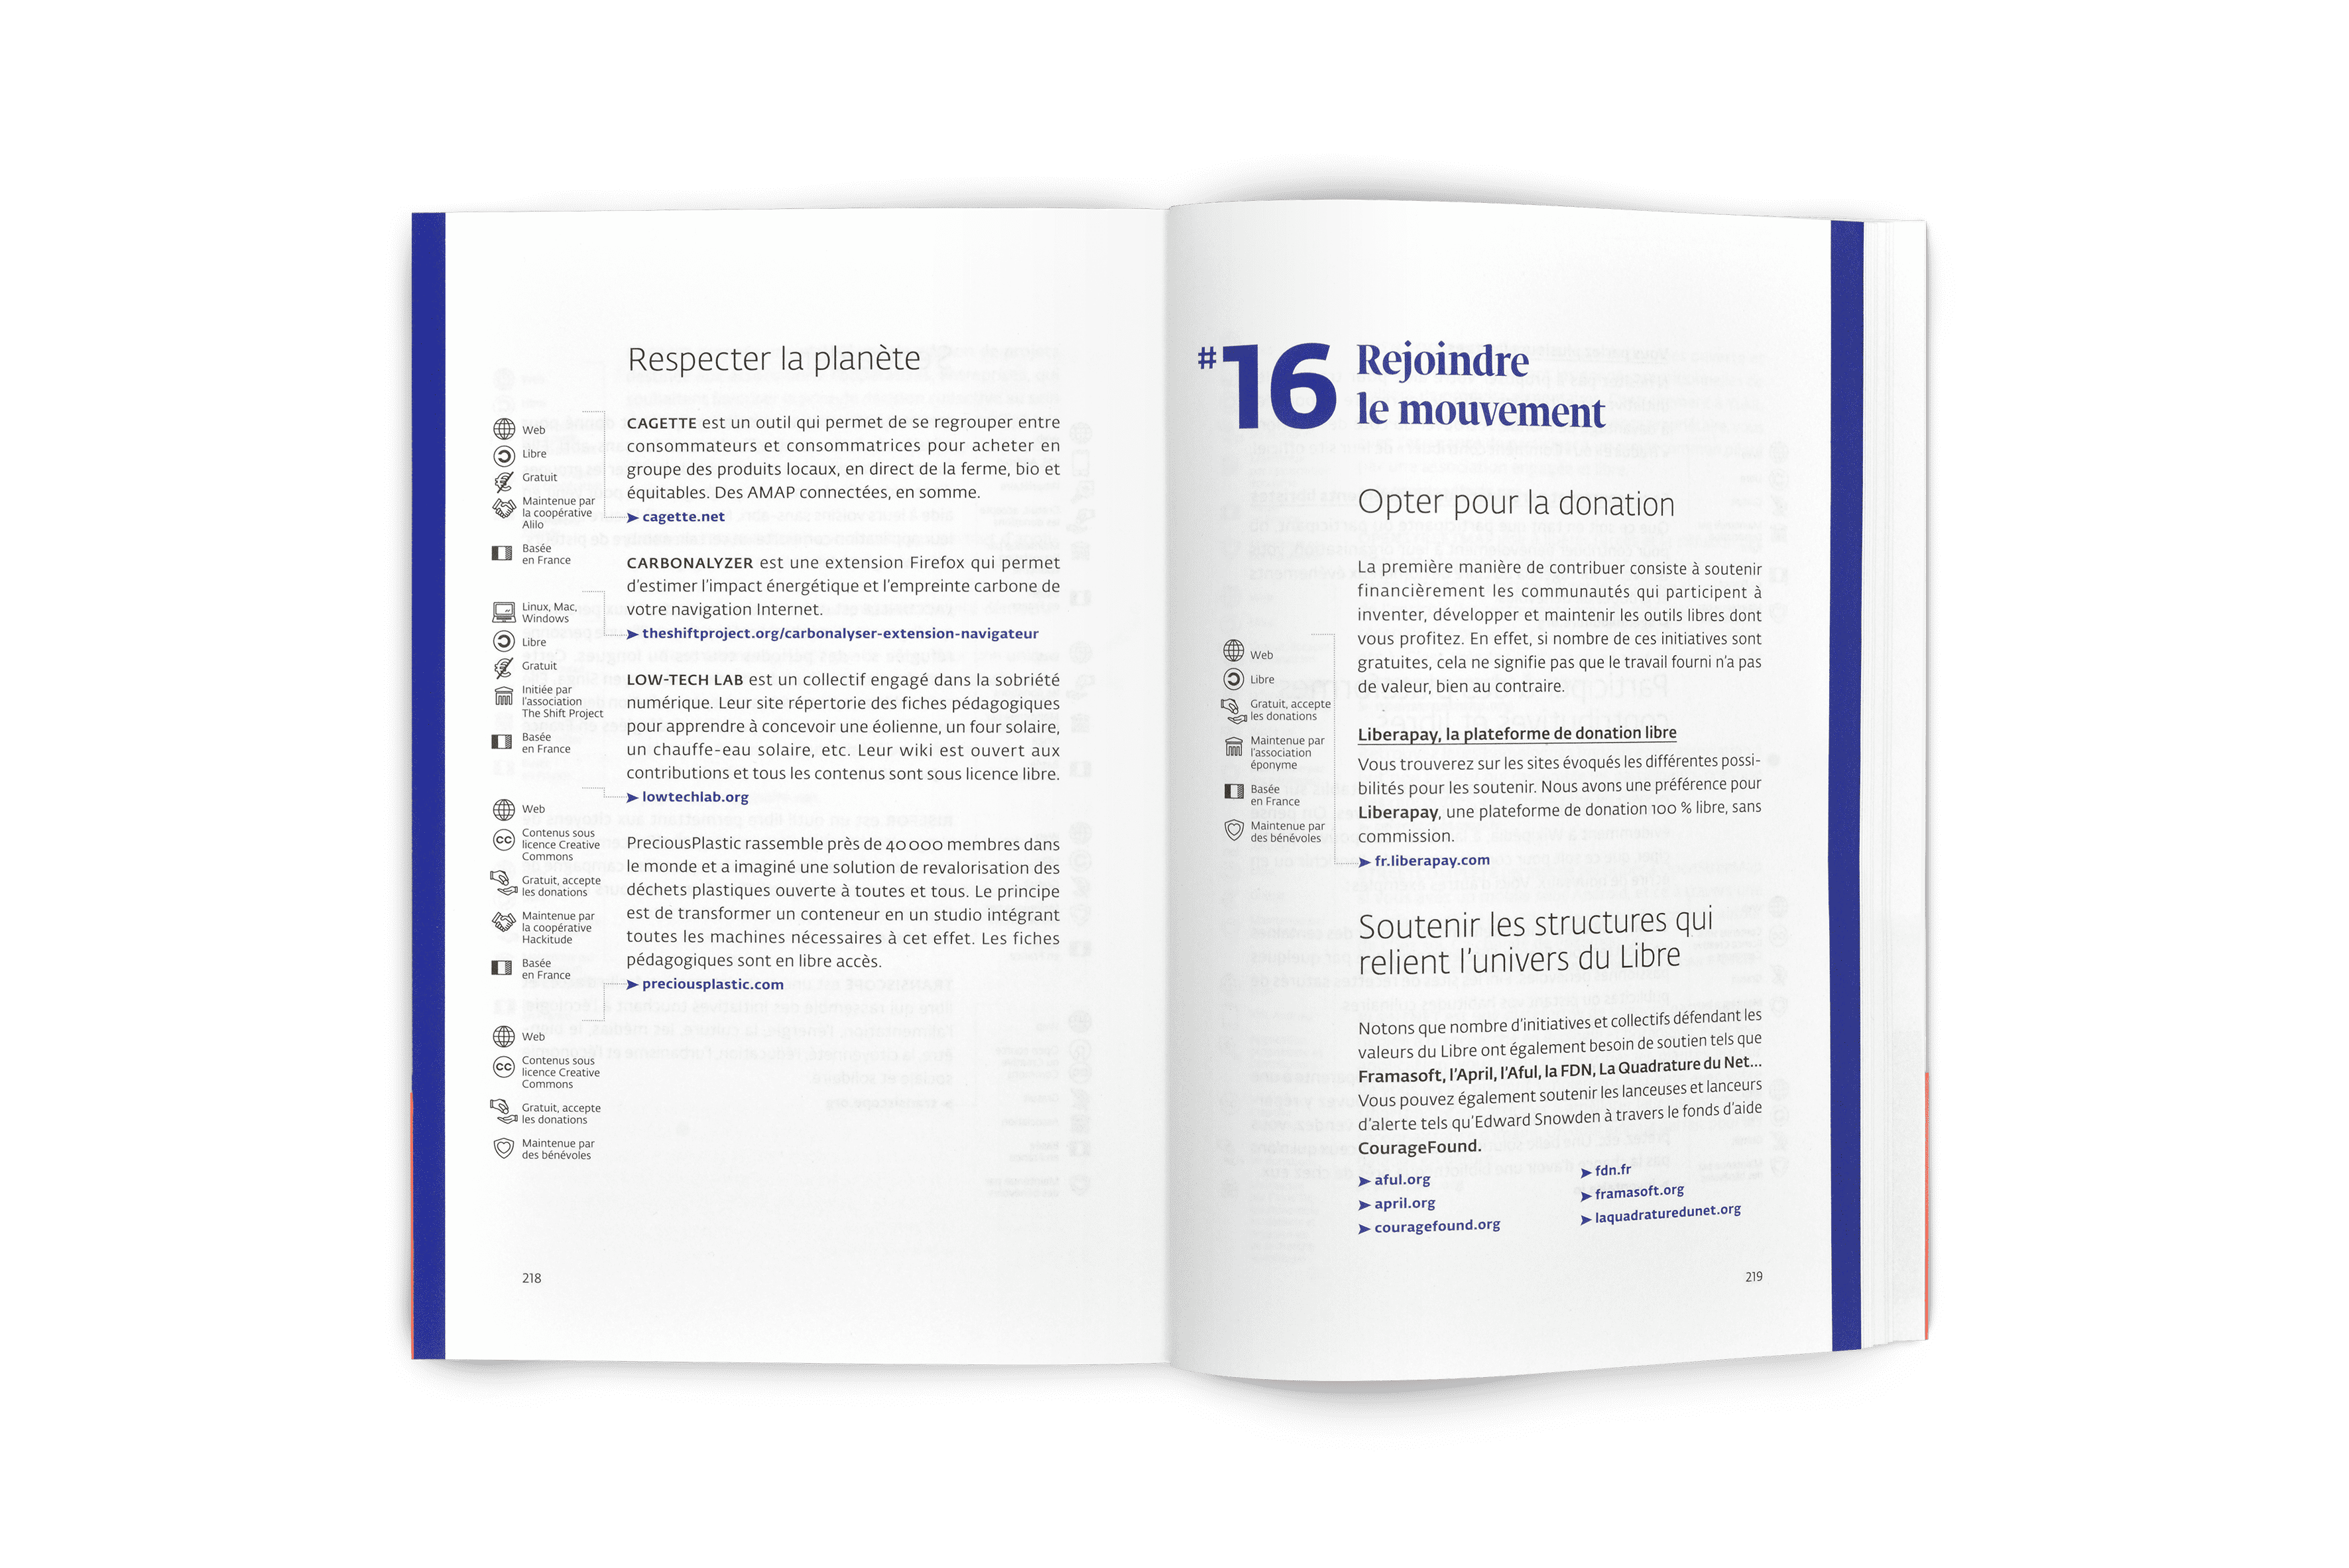 Respecter la planète
Web
Libre
Gratuit
Maintenue par
la coopérative
Alilo
Basée
en France
CAGETTE est un outil qui permet de se regrouper entre
consommateurs et consommatrices pour acheter en
groupe des produits locaux, en direct de la ferme, bio et
équitables. Des AMAP connectées, en somme.
➤ cagette.net
Linux, Mac,
Windows
Libre
Gratuit
Initiée par
l'association
The Shift Project
Basée
en France
CARBONALYZER est une extension Firefox qui permet
d'estimer l'impact énergétique et l'empreinte carbone de
votre navigation Internet.
➤ theshiftproject.org/carbonalyser-extension-navigateur
Web
Contenus sous
licence Creative
Commons
Gratuit, accepte
les donations
Maintenue par
la coopérative
Hackitude
Basée
en France
LOW-TECH LAB est un collectif engagé dans la sobriété
numérique. Leur site répertorie des fiches pédagogiques
pour apprendre à concevoir une éolienne, un four solaire,
un chauffe-eau solaire, etc. Leur wiki est ouvert aux
contributions et tous les contenus sont sous licence libre.
➤ lowtechlab.org
Web
Contenus sous
licence Creative
Commons
Gratuit, accepte
les donations
Maintenue par
des bénévoles
PreciousPlastic rassemble près de 40 000 membres dans
le monde et a imaginé une solution de revalorisation des
déchets plastiques ouverte à toutes et tous. Le principe
est de transformer un conteneur en un studio intégrant
toutes les machines nécessaires à cet effet. Les fiches
pédagogiques sont en libre accès.
➤ preciousplastic.com
218
#16 Rejoindre
le mouvement
Opter pour la donation
La première manière de contribuer consiste à soutenir
financièrement les communautés qui participent à
inventer, développer et maintenir les outils libres dont
vous profitez. En effet, si nombre de ces initiatives sont
gratuites, cela ne signifie pas que le travail fourni n'a pas
de valeur, bien au contraire.
Web
Libre
Gratuit, accepte
les donations
Maintenue par
l'association
éponyme
Basée
en France
Maintenue par
des bénévoles
Liberapay, la plateforme de donation libre
Vous trouverez sur les sites évoqués les différentes possi-
bilités pour les soutenir. Nous avons une préférence pour
Liberapay, une plateforme de donation 100 % libre, sans
commission.
➤ fr.liberapay.com
Soutenir les structures qui
relient l'univers du Libre
Notons que nombre d'initiatives et collectifs défendant les
valeurs du Libre ont également besoin de soutien tels que
Framasoft, l'April, l'Aful, la FDN, La Quadrature du Net...
Vous pouvez également soutenir les lanceuses et lanceurs
d'alerte tels qu'Edward Snowden à travers le fonds d'aide
CourageFound.
➤ aful.org
➤ april.org
➤ couragefound.org
➤ fdn.fr
➤ framasoft.org
➤ laquadraturedunet.org
219